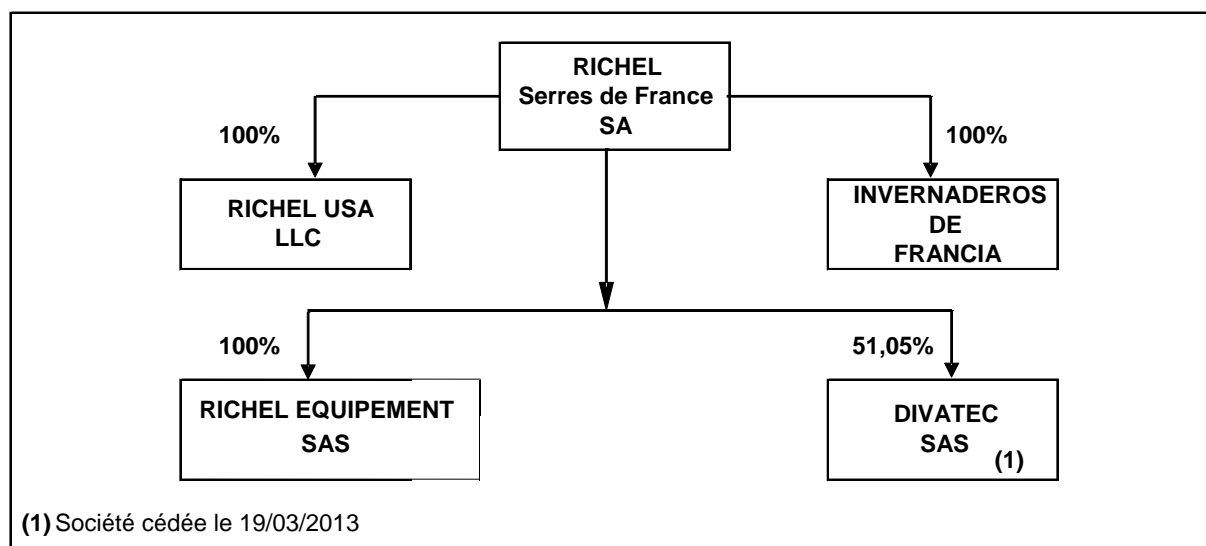 RICHEL
Serres de France
SA
100%
100%
RICHEL USA
LLC
INVERNADEROS
DE
FRANCIA
100%
51,05%
RICHEL EQUIPEMENT
SAS
DIVATEC
SAS
(1)
(1) Société cédée le 19/03/2013